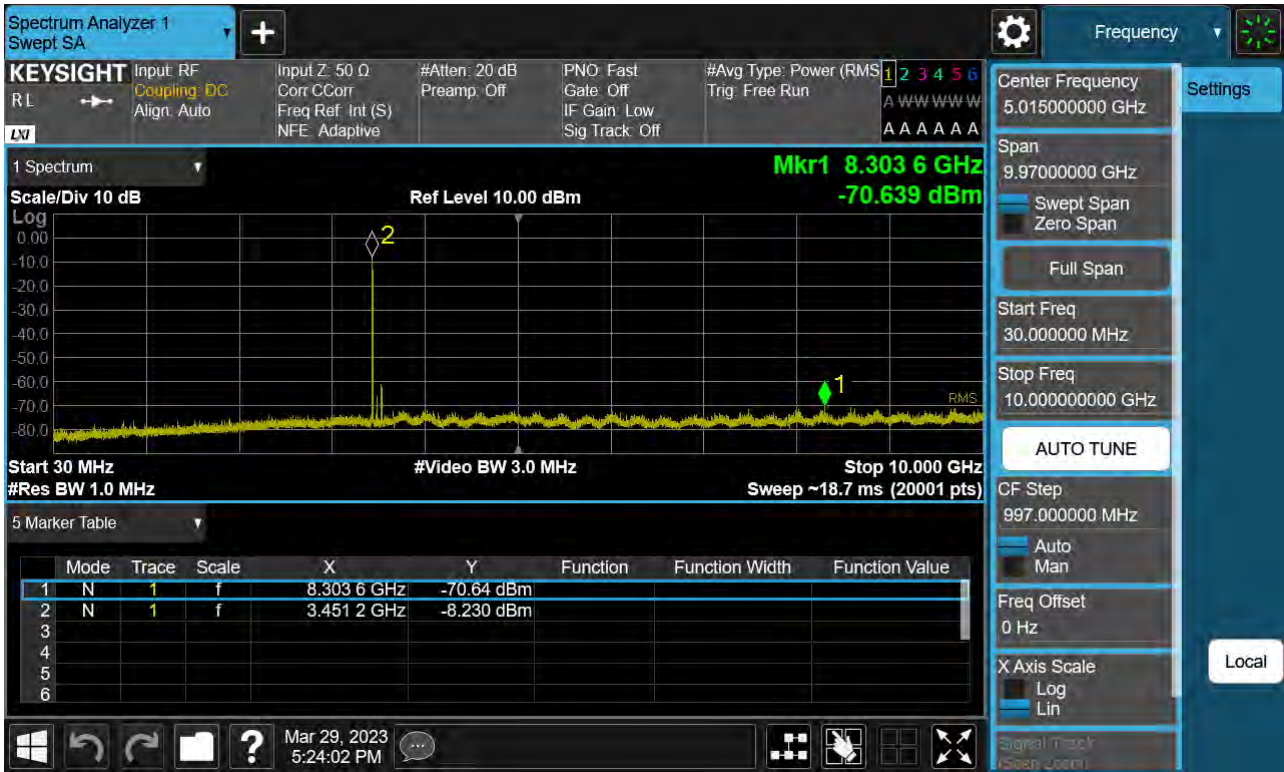 Spectrum Analyzer 1
Swept SA
+
Frequency
KEYSIGHT
RL
LXI
Input: RF
Coupling: DC
Align: Auto
Input Z: 50 Ω
Corr CCorr
Freq Ref: Int (S)
NFE: Adaptive
#Atten: 20 dB
Preamp: Off
PNO: Fast
Gate: Off
IF Gain: Low
Sig Track: Off
#Avg Type: Power (RMS
Trig: Free Run
1 2 3 4 5 6
A W W W W W
A A A A A A
1 Spectrum
Scale/Div 10 dB
Ref Level 10.00 dBm
Mkr1 8.303 6 GHz
-70.639 dBm
Log
0.00
-10.0
-20.0
-30.0
-40.0
-50.0
-60.0
-70.0
-80.0
2
1
RMS
Start 30 MHz
#Video BW 3.0 MHz
Stop 10.000 GHz
#Res BW 1.0 MHz
Sweep ~18.7 ms (20001 pts)
5 Marker Table
Mode Trace Scale X Y Function Function Width Function Value
1 N 1 f 8.303 6 GHz -70.64 dBm
2 N 1 f 3.451 2 GHz -8.230 dBm
3
4
5
6
Mar 29, 2023
5:24:02 PM
?
Center Frequency
5.015000000 GHz
Settings
Span
9.97000000 GHz
Swept Span
Zero Span
Full Span
Start Freq
30.000000 MHz
Stop Freq
10.000000000 GHz
AUTO TUNE
CF Step
997.000000 MHz
Auto
Man
Freq Offset
0 Hz
X Axis Scale
Log
Lin
Local
Signal Track
(Span Zoom)